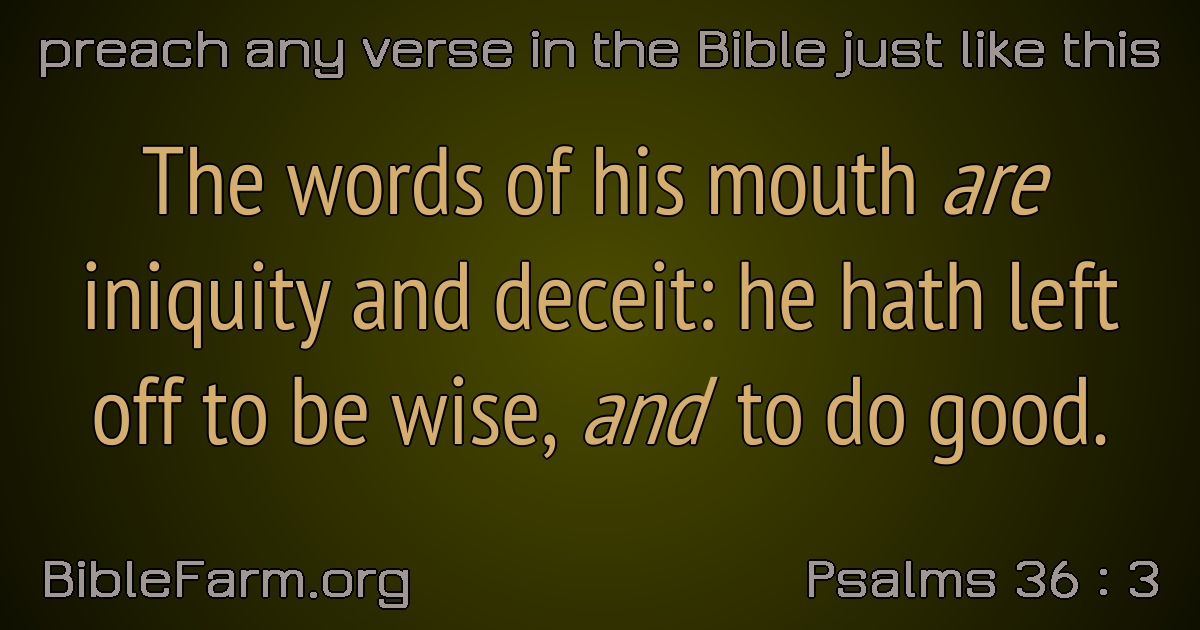 preach any verse in the Bible just like this
The words of his mouth are
iniquity and deceit: he hath left
off to be wise, and to do good.
BibleFarm.org
Psalms 36 : 3